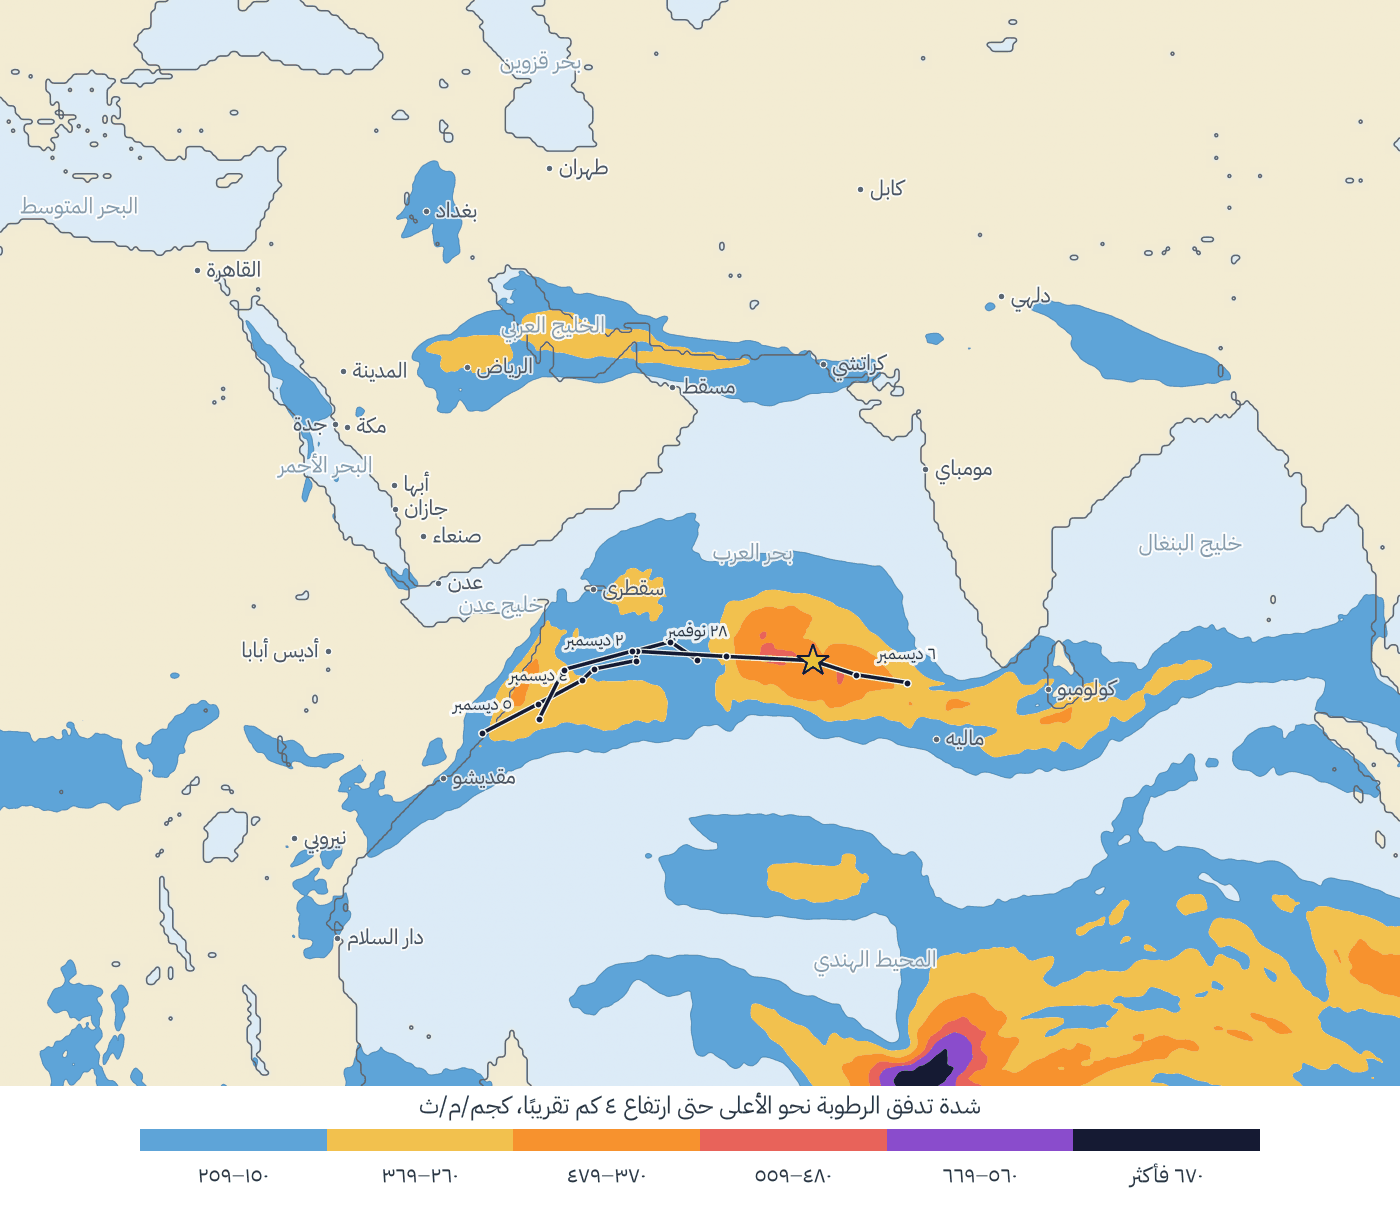 بحر قزوين
طهران
كابل
البحر المتوسط
بغداد
القاهرة
دلهي
الخليج العربي
المدينة
الرياض
كراتشي
مسقط
جدة
مكة
البحر الأحمر
مومباي
أبها
جازان
صنعاء
خليج البنغال
بحر العرب
عدن
سقطرى
خليج عدن
٢٨ نوفمبر
٢ ديسمبر
أديس أبابا
٦ ديسمبر
٤ ديسمبر
كولومبو
٥ ديسمبر
ماليه
مقديشو
نيروبي
دار السلام
المحيط الهندي
شدة تدفق الرطوبة نحو الأعلى حتى ارتفاع ٤ كم تقريبًا، كجم/م/ث
١٥٠–٢٥٩
٢٦٠–٣٦٩
٣٧٠–٤٧٩
٤٨٠–٥٥٩
٥٦٠–٦٦٩
٦٧٠ فأكثر